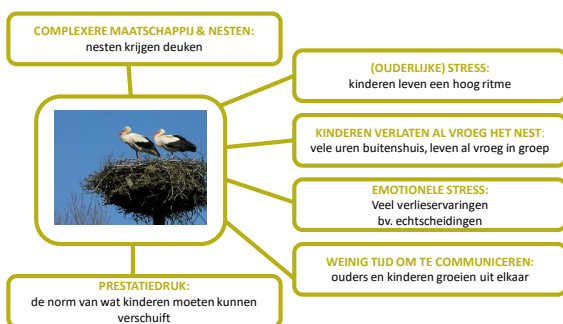 COMPLEXERE MAATSCHAPPIJ & NESTEN:
nesten krijgen deuken
(OUDERLIJKE) STRESS:
kinderen leven een hoog ritme
KINDEREN VERLATEN AL VROEG HET NEST:
vele uren buitenshuis, leven al vroeg in groep
EMOTIONELE STRESS:
Veel verlieservaringen
bv. echtscheidingen
WEINIG TIJD OM TE COMMUNICEREN:
ouders en kinderen groeien uit elkaar
PRESTATIEDRUK:
de norm van wat kinderen moeten kunnen
verschuift